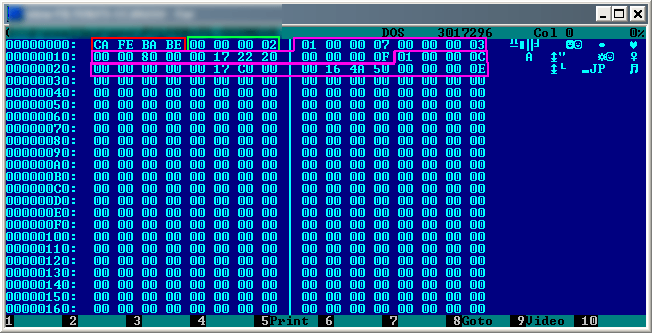 DOS 3017296 Col 0 0%
00000000: CA FE BA BE 00 00 00 02 01 00 00 07 00 00 00 03 ╩■║╛ ☻☺ • ♥
00000010: 00 00 80 00 00 17 22 20 00 00 00 0F 01 00 00 0C А ↨" ☼☺ ♀
00000020: 00 00 00 00 00 17 C0 00 00 16 4A 50 00 00 00 0E ↨└ ▬JP ♫
00000030: 00 00 00 00 00 00 00 00 00 00 00 00 00 00 00 00
00000040: 00 00 00 00 00 00 00 00 00 00 00 00 00 00 00 00
00000050: 00 00 00 00 00 00 00 00 00 00 00 00 00 00 00 00
00000060: 00 00 00 00 00 00 00 00 00 00 00 00 00 00 00 00
00000070: 00 00 00 00 00 00 00 00 00 00 00 00 00 00 00 00
00000080: 00 00 00 00 00 00 00 00 00 00 00 00 00 00 00 00
00000090: 00 00 00 00 00 00 00 00 00 00 00 00 00 00 00 00
000000A0: 00 00 00 00 00 00 00 00 00 00 00 00 00 00 00 00
000000B0: 00 00 00 00 00 00 00 00 00 00 00 00 00 00 00 00
000000C0: 00 00 00 00 00 00 00 00 00 00 00 00 00 00 00 00
000000D0: 00 00 00 00 00 00 00 00 00 00 00 00 00 00 00 00
000000E0: 00 00 00 00 00 00 00 00 00 00 00 00 00 00 00 00
000000F0: 00 00 00 00 00 00 00 00 00 00 00 00 00 00 00 00
00000100: 00 00 00 00 00 00 00 00 00 00 00 00 00 00 00 00
00000110: 00 00 00 00 00 00 00 00 00 00 00 00 00 00 00 00
00000120: 00 00 00 00 00 00 00 00 00 00 00 00 00 00 00 00
00000130: 00 00 00 00 00 00 00 00 00 00 00 00 00 00 00 00
00000140: 00 00 00 00 00 00 00 00 00 00 00 00 00 00 00 00
00000150: 00 00 00 00 00 00 00 00 00 00 00 00 00 00 00 00
00000160: 00 00 00 00 00 00 00 00 00 00 00 00 00 00 00 00
1 2 3 4 5Print 6 7 8Goto 9Video 10